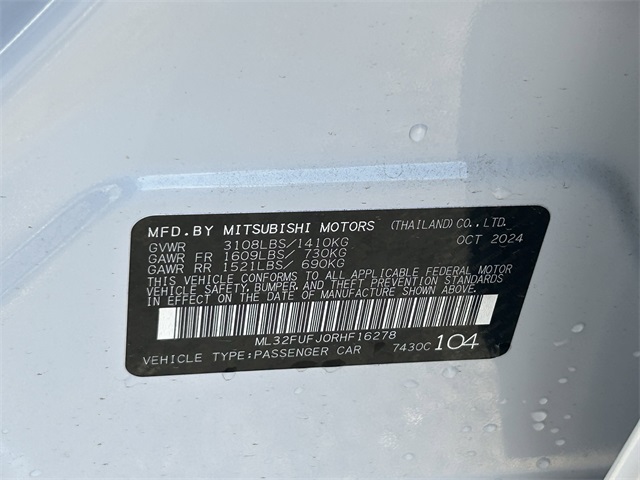 MFD.BY MITSUBISHI MOTORS (THAILAND) CO.,LTD.
GVWR 3108LBS/1410KG OCT 2024
GAWR FR 1609LBS/ 730KG
GAWR RR 1521LBS/ 690KG
THIS VEHICLE CONFORMS TO ALL APPLICABLE FEDERAL MOTOR
VEHICLE SAFETY, BUMPER, AND THEFT PREVENTION STANDARDS
IN EFFECT ON THE DATE OF MANUFACTURE SHOWN ABOVE.
ML32FUFJ0RHF16278
VEHICLE TYPE:PASSENGER CAR 7430C 104